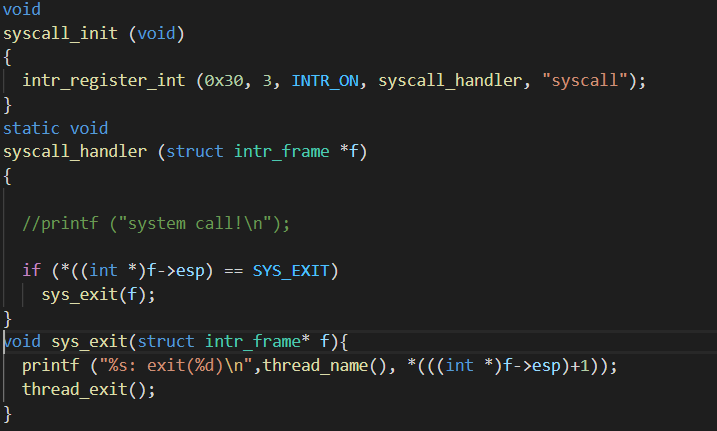 void
syscall_init (void)
{
  intr_register_int (0x30, 3, INTR_ON, syscall_handler, "syscall");
}
static void
syscall_handler (struct intr_frame *f)
{
  //printf ("system call!\n");
  if (*((int *)f->esp) == SYS_EXIT)
    sys_exit(f);
}
void sys_exit(struct intr_frame* f){
  printf ("%s: exit(%d)\n",thread_name(), *(((int *)f->esp)+1));
  thread_exit();
}